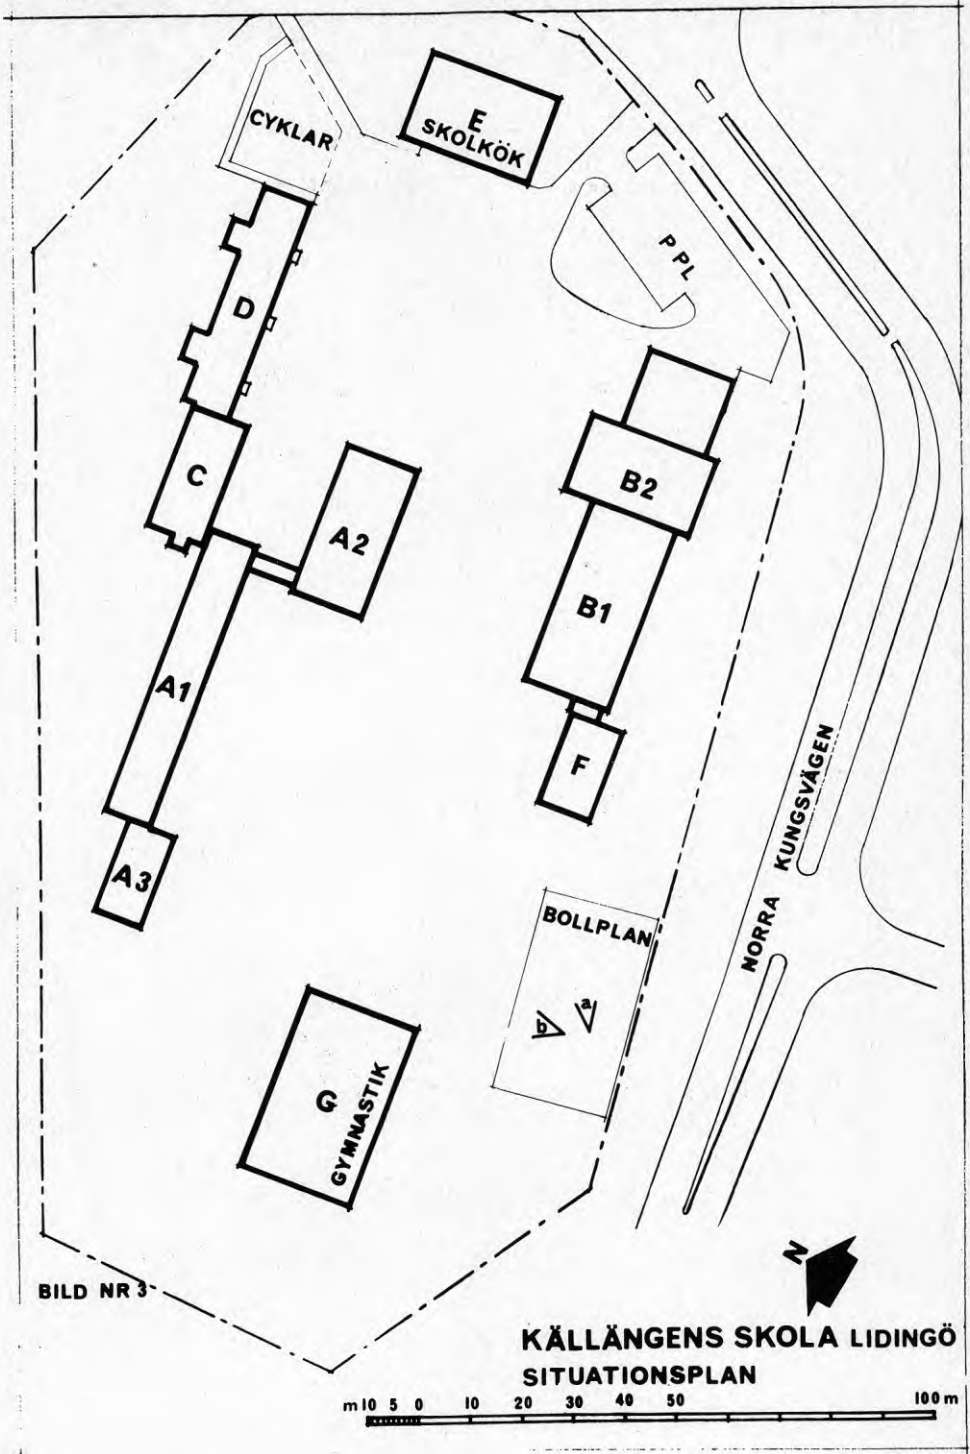 CYKLAR
E
SKOLKÖK
P PL
D
C
A2
B2
B1
A1
F
A3
NORRA KUNGSVÄGEN
BOLLPLAN
a
b
G
GYMNASTIK
N
BILD NR 3
KÄLLÄNGENS SKOLA LIDINGÖ
SITUATIONSPLAN
m 10 5 0 10 20 30 40 50 100 m